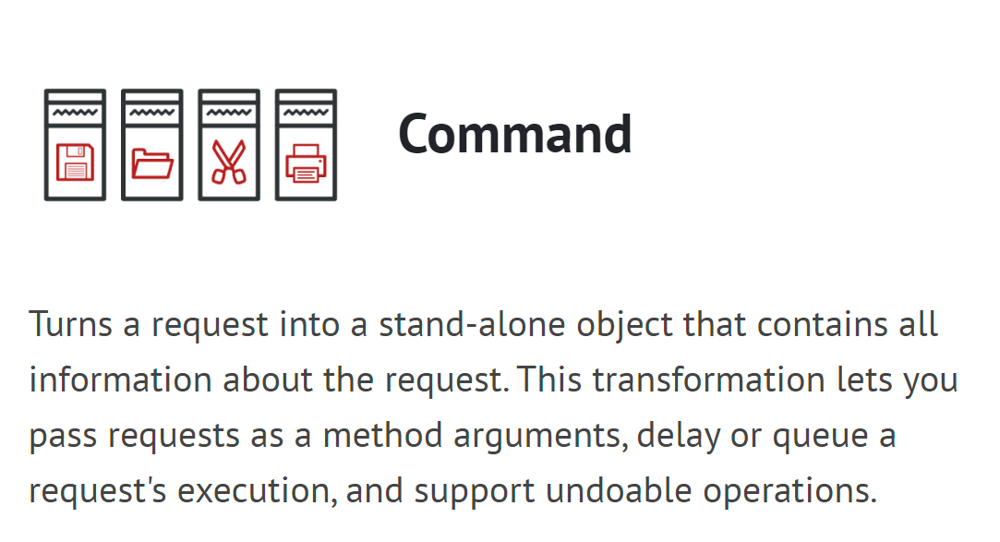 Command
Turns a request into a stand-alone object that contains all
information about the request. This transformation lets you
pass requests as a method arguments, delay or queue a
request's execution, and support undoable operations.